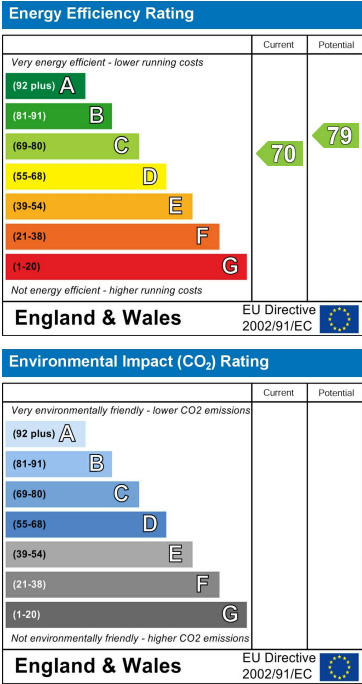 Energy Efficiency Rating
Current Potential
Very energy efficient - lower running costs
(92 plus) A
(81-91) B
(69-80) C
(55-68) D
(39-54) E
(21-38) F
(1-20) G
70
79
Not energy efficient - higher running costs
England & Wales
EU Directive
2002/91/EC
Environmental Impact (CO₂) Rating
Current Potential
Very environmentally friendly - lower CO2 emissions
(92 plus) A
(81-91) B
(69-80) C
(55-68) D
(39-54) E
(21-38) F
(1-20) G
Not environmentally friendly - higher CO2 emissions
England & Wales
EU Directive
2002/91/EC